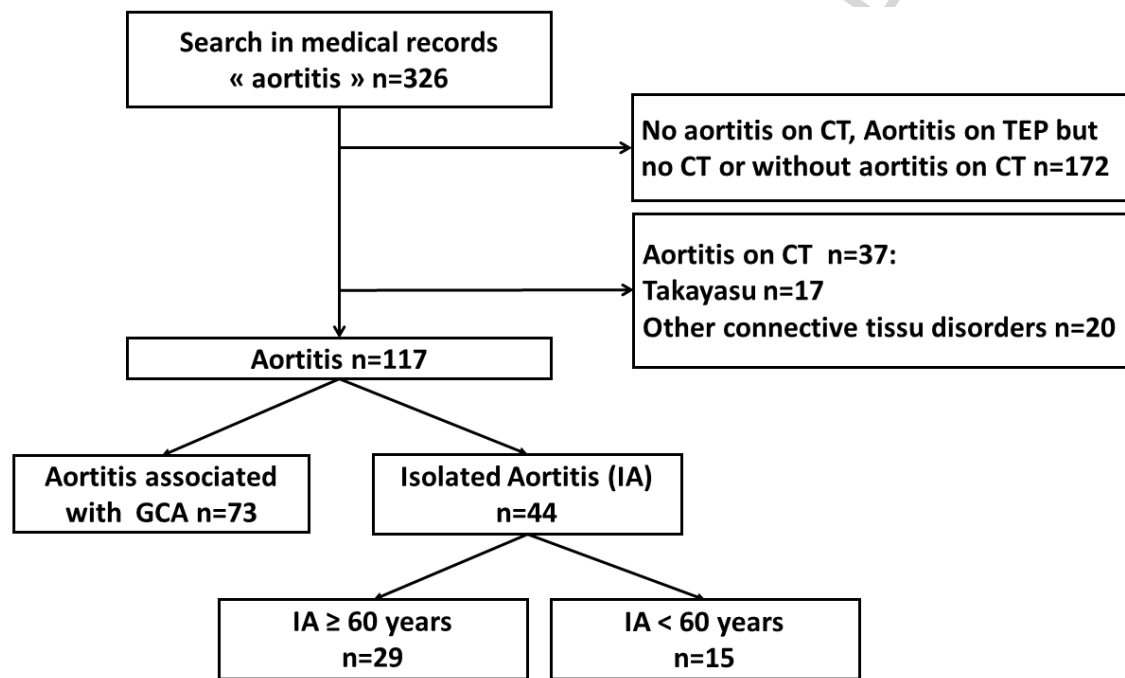 Search in medical records
« aortitis » n=326
No aortitis on CT, Aortitis on TEP but
no CT or without aortitis on CT n=172
Aortitis on CT n=37:
Takayasu n=17
Other connective tissu disorders n=20
Aortitis n=117
Aortitis associated
with GCA n=73
Isolated Aortitis (IA)
n=44
IA ≥ 60 years
n=29
IA < 60 years
n=15